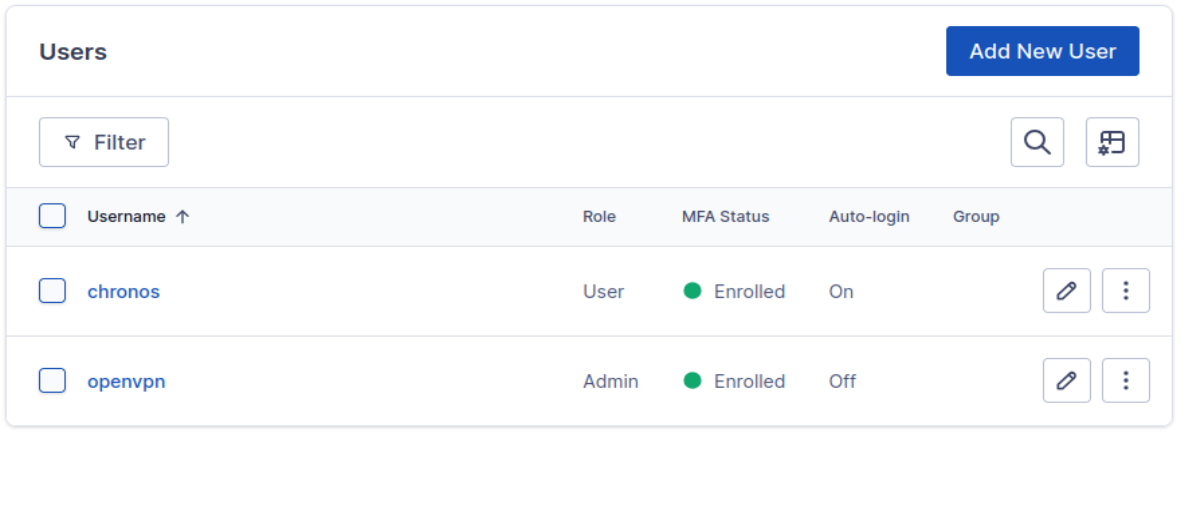 Users
Add New User
Filter
Username Role MFA Status Auto-login Group
chronos User Enrolled On
openvpn Admin Enrolled Off